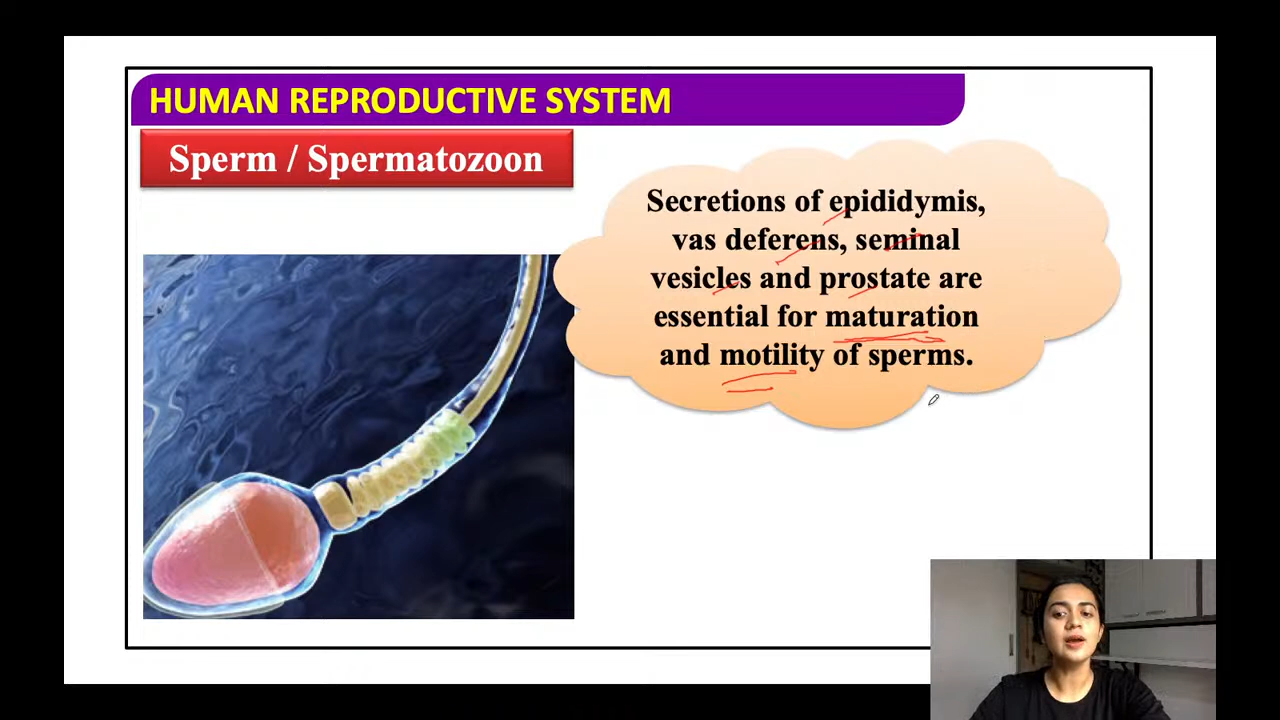 HUMAN REPRODUCTIVE SYSTEM
Sperm / Spermatozoon
Secretions of epididymis,
vas deferens, seminal
vesicles and prostate are
essential for maturation
and motility of sperms.